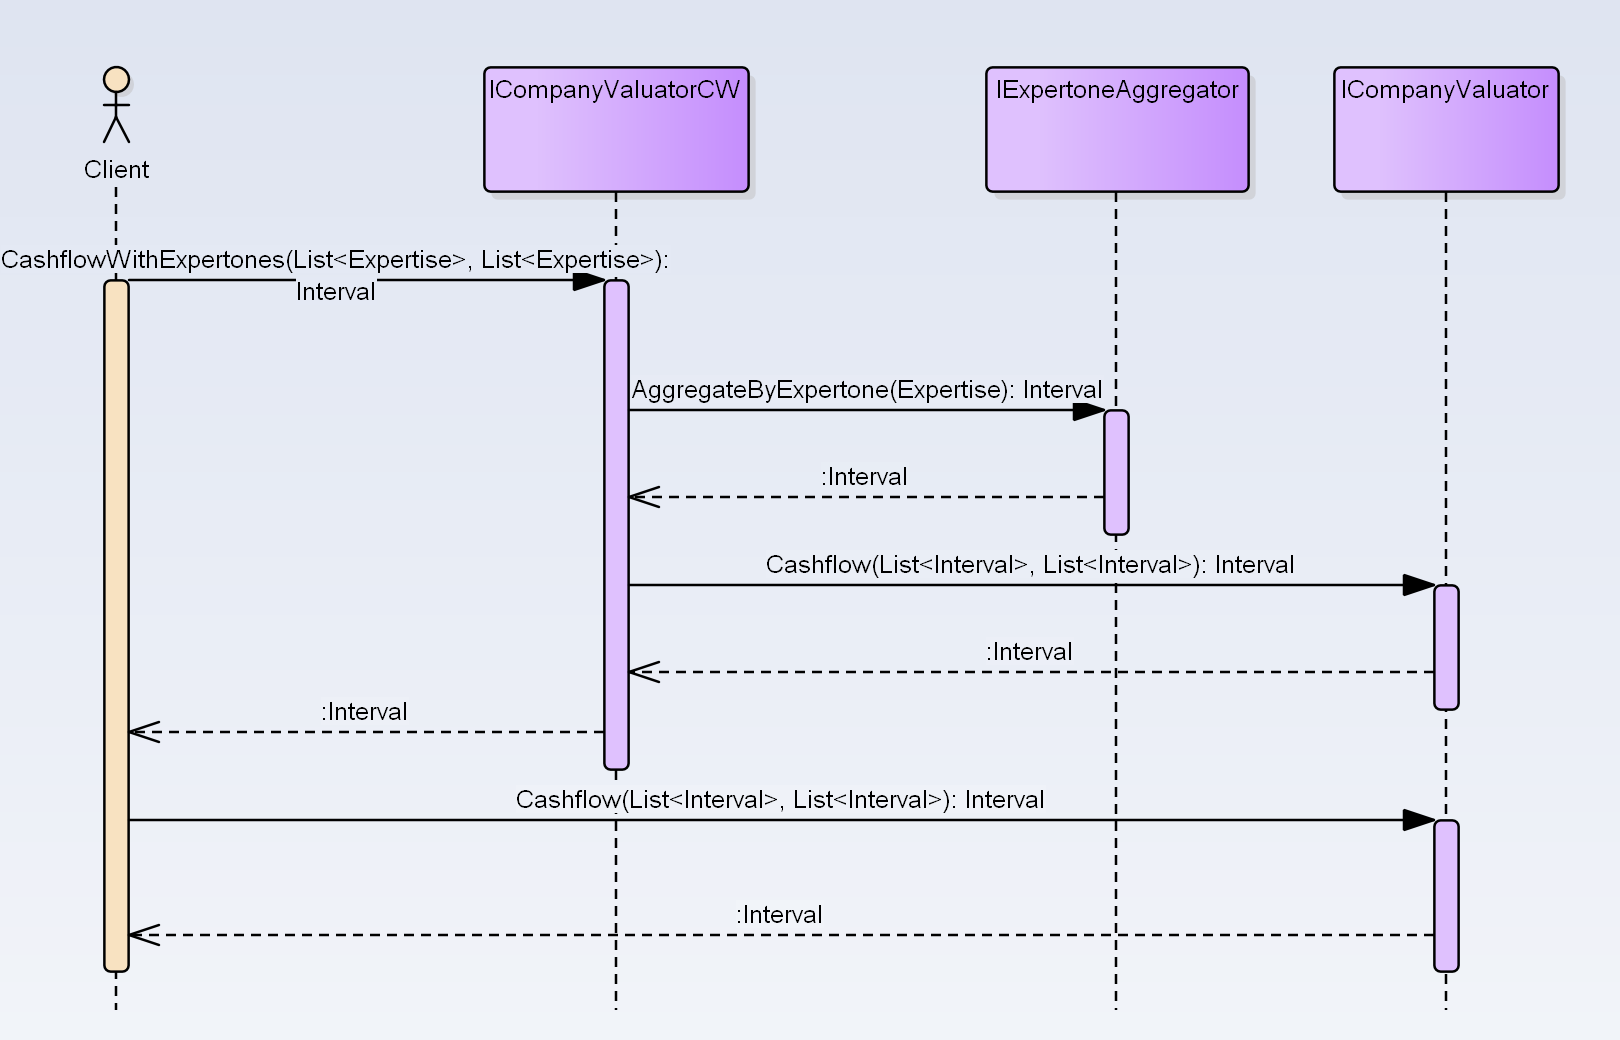 ICompanyValuatorCW
IExpertoneAggregator
ICompanyValuator
Client
CashflowWithExpertones(List<Expertise>, List<Expertise>):
Interval
AggregateByExpertone(Expertise): Interval
:Interval
Cashflow(List<Interval>, List<Interval>): Interval
:Interval
:Interval
Cashflow(List<Interval>, List<Interval>): Interval
:Interval